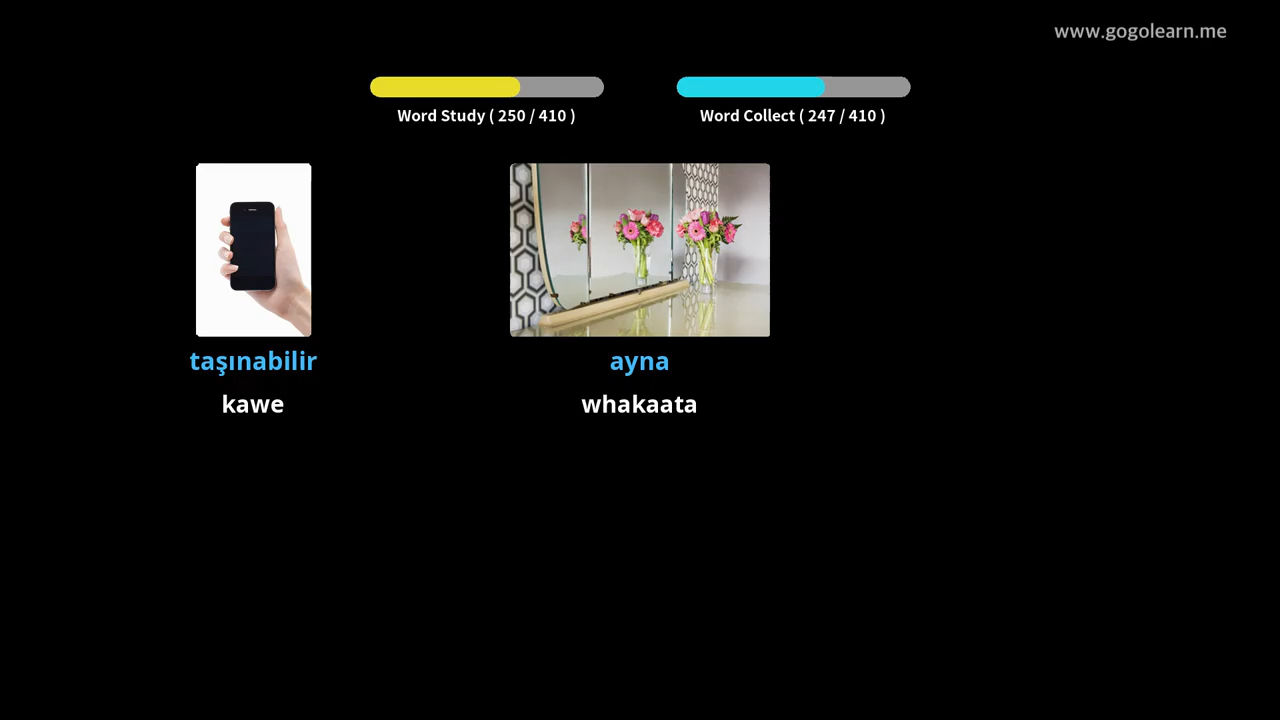 www.gogolearn.me
Word Study ( 250 / 410 )
Word Collect ( 247 / 410 )
taşınabilir
kawe
ayna
whakaata